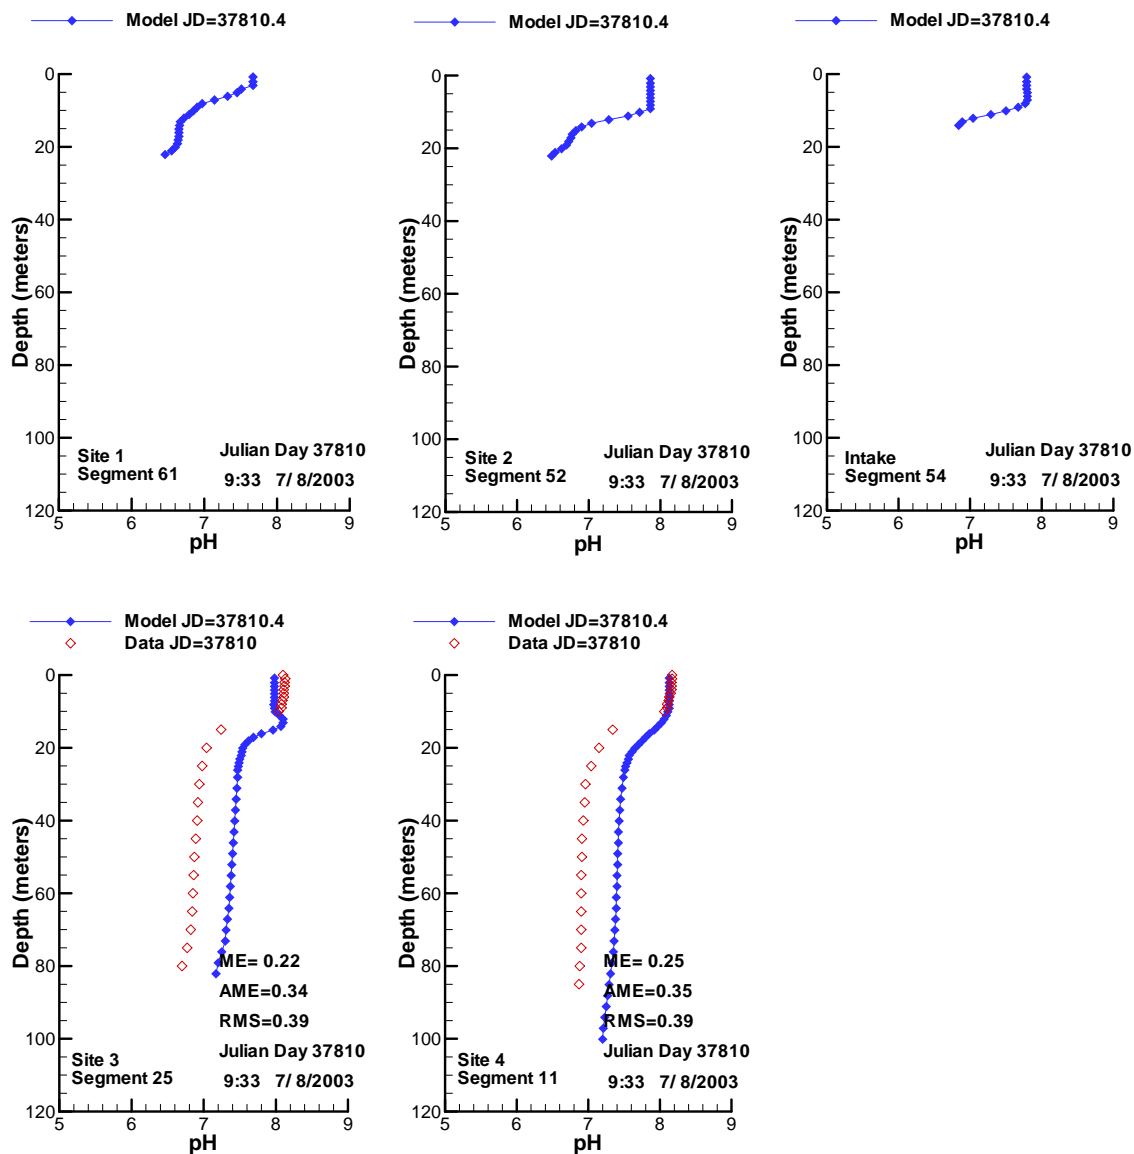 Model JD=37810.4
0
20
40
60
80
100
120
Depth (meters)
Site 1
Segment 61
Julian Day 37810
9:33 7/ 8/2003
5 6 7 8 9
pH
Model JD=37810.4
0
20
40
60
80
100
120
Depth (meters)
Site 2
Segment 52
Julian Day 37810
9:33 7/ 8/2003
5 6 7 8 9
pH
Model JD=37810.4
0
20
40
60
80
100
120
Depth (meters)
Intake
Segment 54
Julian Day 37810
9:33 7/ 8/2003
5 6 7 8 9
pH
Model JD=37810.4
Data JD=37810
0
20
40
60
80
100
120
Depth (meters)
ME= 0.22
AME=0.34
RMS=0.39
Site 3
Segment 25
Julian Day 37810
9:33 7/ 8/2003
5 6 7 8 9
pH
Model JD=37810.4
Data JD=37810
0
20
40
60
80
100
120
Depth (meters)
ME= 0.25
AME=0.35
RMS=0.39
Site 4
Segment 11
Julian Day 37810
9:33 7/ 8/2003
5 6 7 8 9
pH